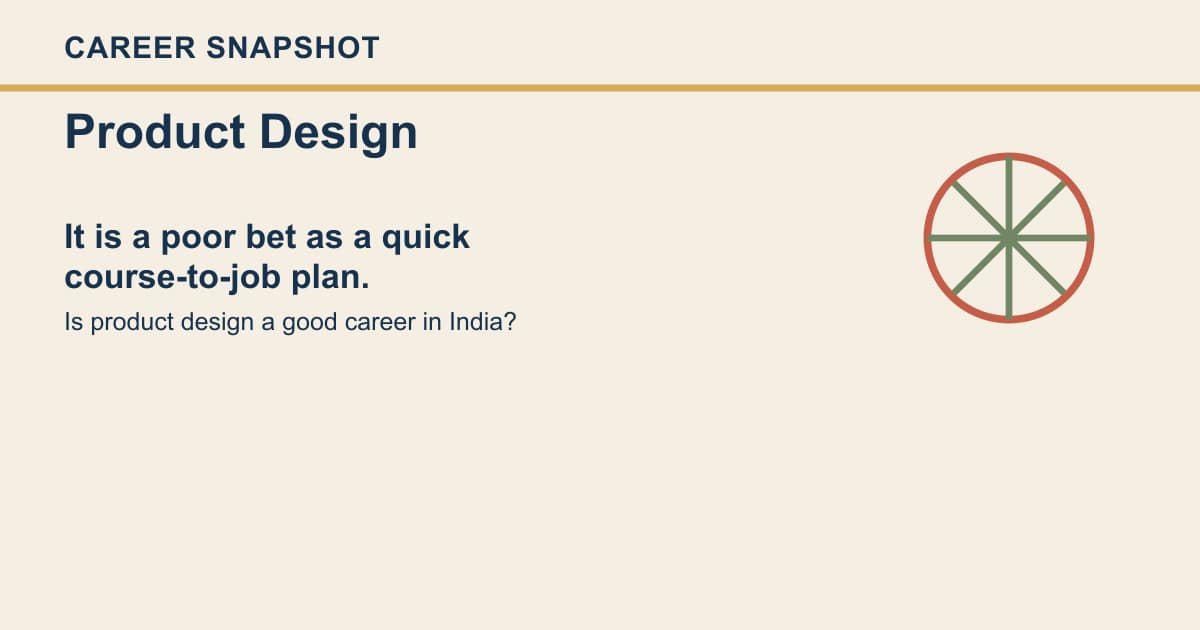 CAREER SNAPSHOT
Product Design
It is a poor bet as a quick
course-to-job plan.
Is product design a good career in India?